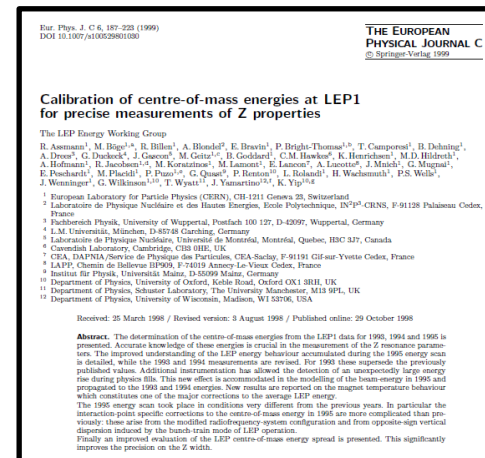 Eur. Phys. J. C 6, 187–223 (1999)
DOI 10.1007/s100529801030
THE EUROPEAN
PHYSICAL JOURNAL C
© Springer-Verlag 1999
Calibration of centre-of-mass energies at LEP1
for precise measurements of Z properties
The LEP Energy Working Group
R. Assmann¹, M. Böge¹,ᵃ, R. Billen¹, A. Blondel², E. Bravin¹, P. Bright-Thomas¹,ᵇ, T. Camporesi¹, B. Dehning¹,
A. Drees³, G. Duckeck⁴, J. Gascon⁵, M. Geitz¹,ᶜ, B. Goddard¹, C.M. Hawkes⁶, K. Henrichsen¹, M.D. Hildreth¹,
A. Hofmann¹, R. Jacobsen¹,ᵈ, M. Koratzinos¹, M. Lamont¹, E. Lancon⁷, A. Lucotte⁸, J. Mnich¹, G. Mugnai¹,
E. Peschardt¹, M. Placidi¹, P. Puzo¹,ᵉ, G. Quast⁹, P. Renton¹⁰, L. Rolandi¹, H. Wachsmuth¹, P.S. Wells¹,
J. Wenninger¹, G. Wilkinson¹,¹⁰, T. Wyatt¹¹, J. Yamartino¹²,ᶠ, K. Yip¹⁰,ᵍ
¹ European Laboratory for Particle Physics (CERN), CH-1211 Geneva 23, Switzerland
² Laboratoire de Physique Nucléaire et des Hautes Energies, Ecole Polytechnique, IN²P³-CRNS, F-91128 Palaiseau Cedex,
France
³ Fachbereich Physik, University of Wuppertal, Postfach 100 127, D-42097, Wuppertal, Germany
⁴ L.M. Universität, München, D-85748 Garching, Germany
⁵ Laboratoire de Physique Nucléaire, Université de Montréal, Montréal, Quebec, H3C 3J7, Canada
⁶ Cavendish Laboratory, Cambridge, CB3 0HE, UK
⁷ CEA, DAPNIA/Service de Physique des Particules, CEA-Saclay, F-91191 Gif-sur-Yvette Cedex, France
⁸ LAPP, Chemin de Bellevue BP909, F-74019 Annecy-Le-Vieux Cedex, France
⁹ Institut für Physik, Universität Mainz, D-55099 Mainz, Germany
¹⁰ Department of Physics, University of Oxford, Keble Road, Oxford OX1 3RH, UK
¹¹ Department of Physics, Schuster Laboratory, The University Manchester, M13 9PL, UK
¹² Department of Physics, University of Wisconsin, Madison, WI 53706, USA
Received: 25 March 1998 / Revised version: 3 August 1998 / Published online: 29 October 1998
Abstract. The determination of the centre-of-mass energies from the LEP1 data for 1993, 1994 and 1995 is
presented. Accurate knowledge of these energies is crucial in the measurement of the Z resonance parame-
ters. The improved understanding of the LEP energy behaviour accumulated during the 1995 energy scan
is detailed, while the 1993 and 1994 measurements are revised. For 1993 these supersede the previously
published values. Additional instrumentation has allowed the detection of an unexpectedly large energy
rise during physics fills. This new effect is accommodated in the modelling of the beam-energy in 1995 and
propagated to the 1993 and 1994 energies. New results are reported on the magnet temperature behaviour
which constitutes one of the major corrections to the average LEP energy.
The 1995 energy scan took place in conditions very different from the previous years. In particular the
interaction-point specific corrections to the centre-of-mass energy in 1995 are more complicated than pre-
viously: these arise from the modified radiofrequency-system configuration and from opposite-sign vertical
dispersion induced by the bunch-train mode of LEP operation.
Finally an improved evaluation of the LEP centre-of-mass energy spread is presented. This significantly
improves the precision on the Z width.